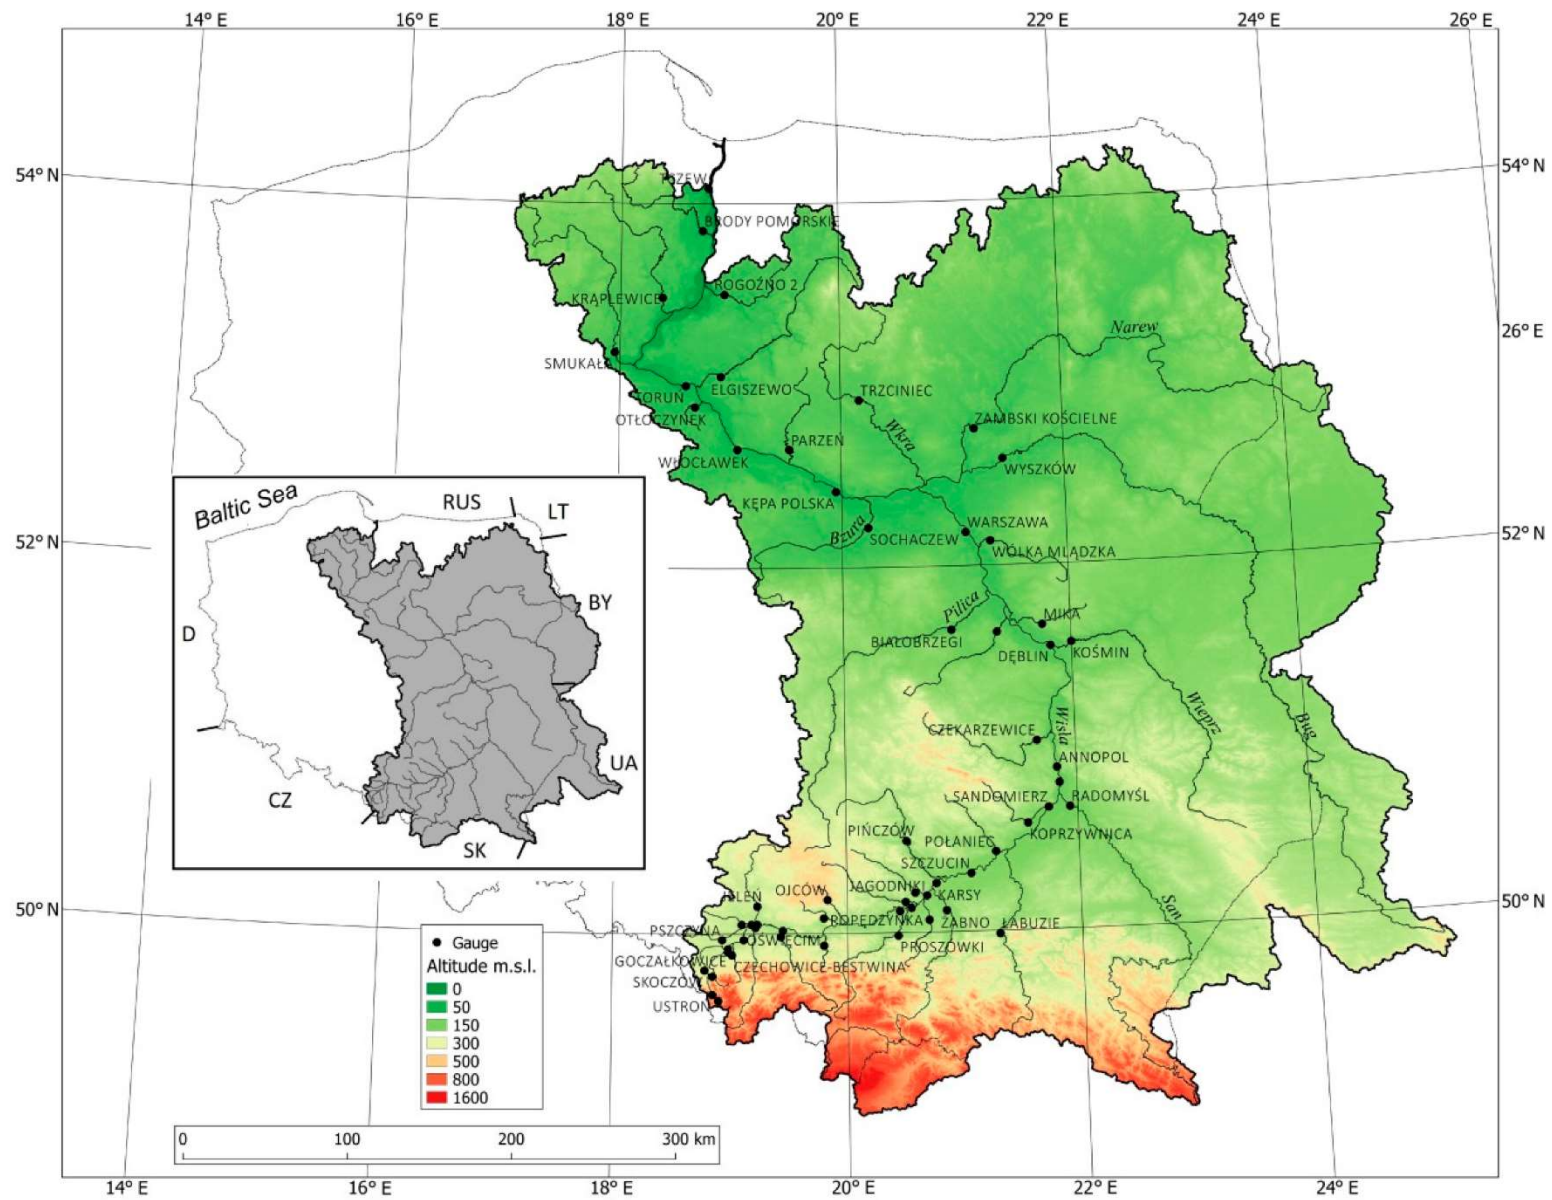 14° E
16° E
18° E
20° E
22° E
24° E
26° E
54° N
54° N
TCZEW
BRODY POMORSKIE
ROGOŹNO 2
KRĄPLEWICE
Narew
26° E
SMUKAŁA
ELGISZEWO
TRZCINIEC
TORUŃ
OTŁOCZYNEK
ZAMBSKI KOŚCIELNE
Wkra
PARZEŃ
WŁOCŁAWEK
WYSZKÓW
KĘPA POLSKA
Bzura
SOCHACZEW
WARSZAWA
WÓLKA MLĄDZKA
52° N
52° N
Pilica
MIKA
BIAŁOBRZEGI
DĘBLIN
KOŚMIN
Wieprz
Wisła
Bug
CZEKARZEWICE
ANNOPOL
SANDOMIERZ
RADOMYŚL
KOPRZYWNICA
PIŃCZÓW
POŁANIEC
SZCZUCIN
JAGODNIKI
KARSY
OJCÓW
JELEŃ
San
50° N
50° N
POPĘDZYNKA
ŻABNO
ŁABUZIE
PSZCZYNA
OŚWIĘCIM
PROSZÓWKI
GOCZAŁKOWICE
CZECHOWICE-BESTWINA
SKOCZÓW
USTROŃ
Baltic Sea
RUS
LT
BY
D
UA
CZ
SK
Gauge
Altitude m.s.l.
0
50
150
300
500
800
1600
0
100
200
300 km
14° E
16° E
18° E
20° E
22° E
24° E